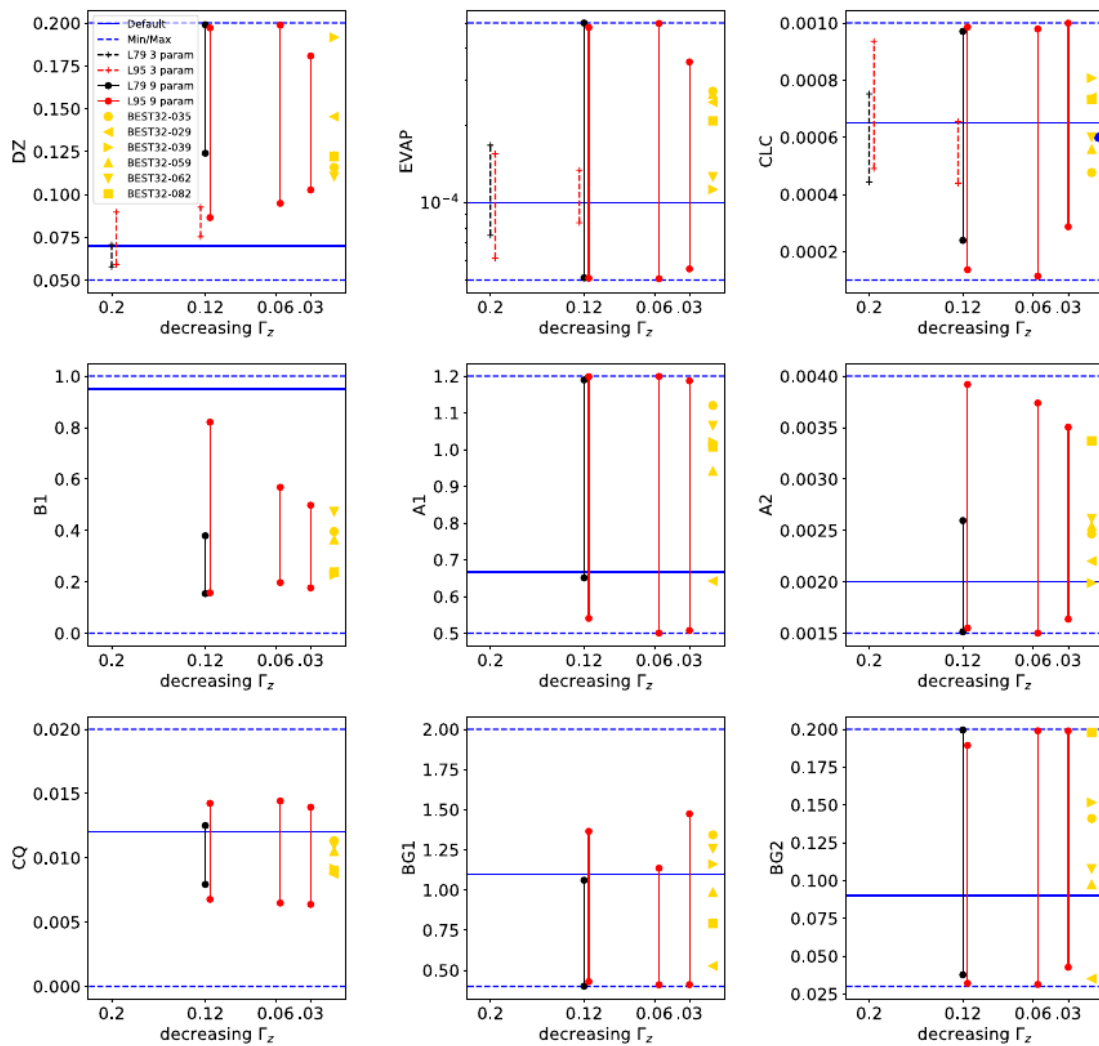 0.200
0.175
0.150
0.125
0.100
0.075
0.050
DZ
Default
Min/Max
L79 3 param
L95 3 param
L79 9 param
L95 9 param
BEST32-035
BEST32-029
BEST32-039
BEST32-059
BEST32-062
BEST32-082
0.2 0.12 0.06 .03
decreasing Γz
EVAP
10⁻⁴
0.2 0.12 0.06 .03
decreasing Γz
CLC
0.0010
0.0008
0.0006
0.0004
0.0002
0.2 0.12 0.06 .03
decreasing Γz
B1
1.0
0.8
0.6
0.4
0.2
0.0
0.2 0.12 0.06 .03
decreasing Γz
A1
1.2
1.1
1.0
0.9
0.8
0.7
0.6
0.5
0.2 0.12 0.06 .03
decreasing Γz
A2
0.0040
0.0035
0.0030
0.0025
0.0020
0.0015
0.2 0.12 0.06 .03
decreasing Γz
CQ
0.020
0.015
0.010
0.005
0.000
0.2 0.12 0.06 .03
decreasing Γz
BG1
2.00
1.75
1.50
1.25
1.00
0.75
0.50
0.2 0.12 0.06 .03
decreasing Γz
BG2
0.200
0.175
0.150
0.125
0.100
0.075
0.050
0.025
0.2 0.12 0.06 .03
decreasing Γz